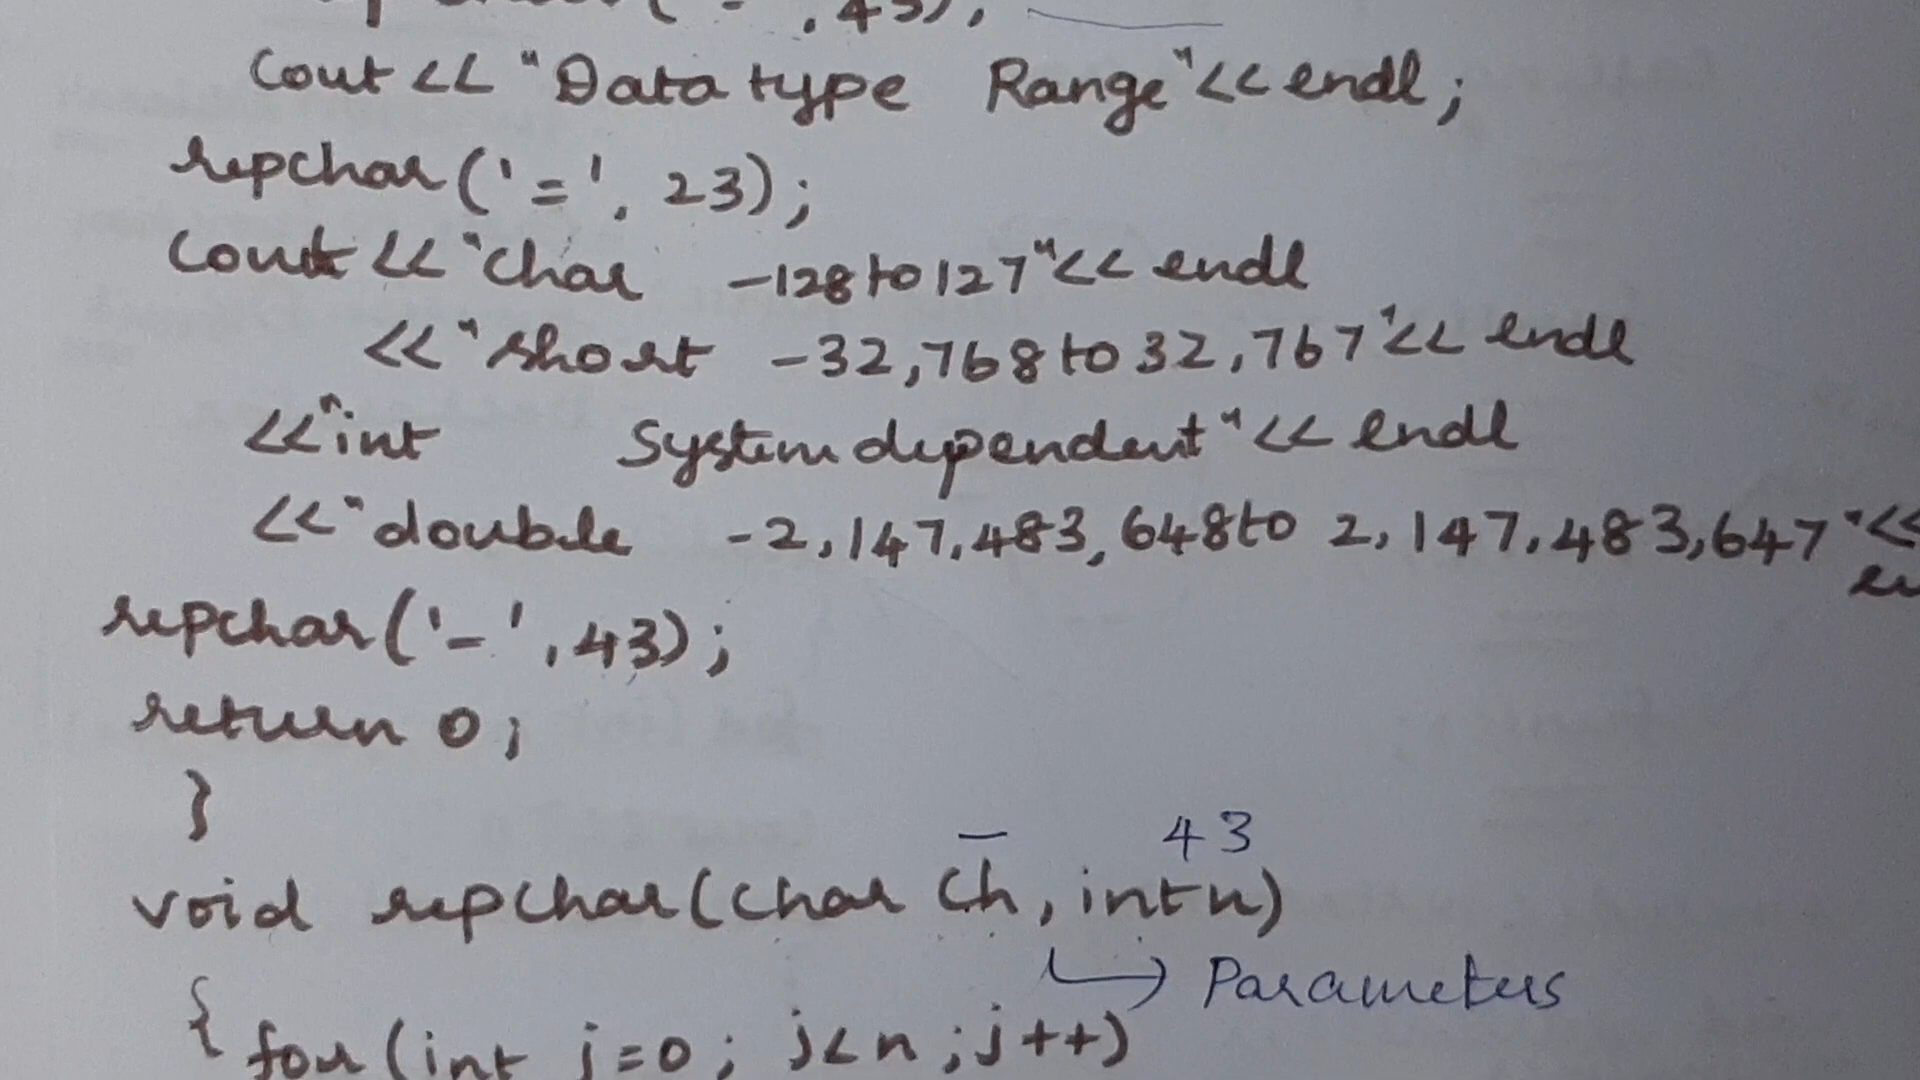 , 43);
cout << "Data type Range" << endl;
repchar('=', 23);
cout << "char -128 to 127" << endl
<< "short -32,768 to 32,767" << endl
<< "int System dependent" << endl
<< "double -2,147,483,648 to 2,147,483,647" <<
repchar('-', 43);
return 0;
}
— 43
void repchar(char ch, int n)
↳ Parameters
{ for (int j=0; j<n; j++)